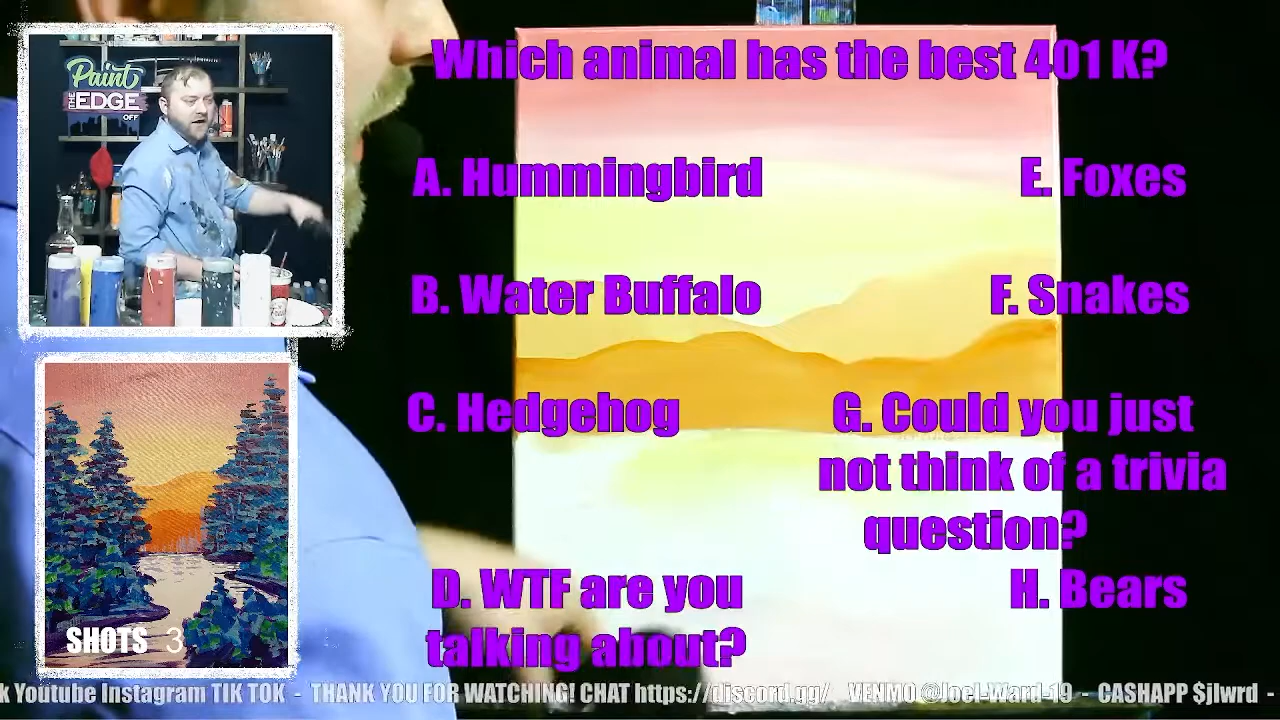 Which animal has the best 401 K?
A. Hummingbird
B. Water Buffalo
C. Hedgehog
D. WTF are you
talking about?
E. Foxes
F. Snakes
G. Could you just
not think of a trivia
question?
H. Bears
Paint
THE EDGE
OFF
SHOTS 3
k Youtube Instagram TIK TOK - THANK YOU FOR WATCHING! CHAT https://discord.gg/ VENMO @Joel-Ward-19 - CASHAPP $jlwrd -